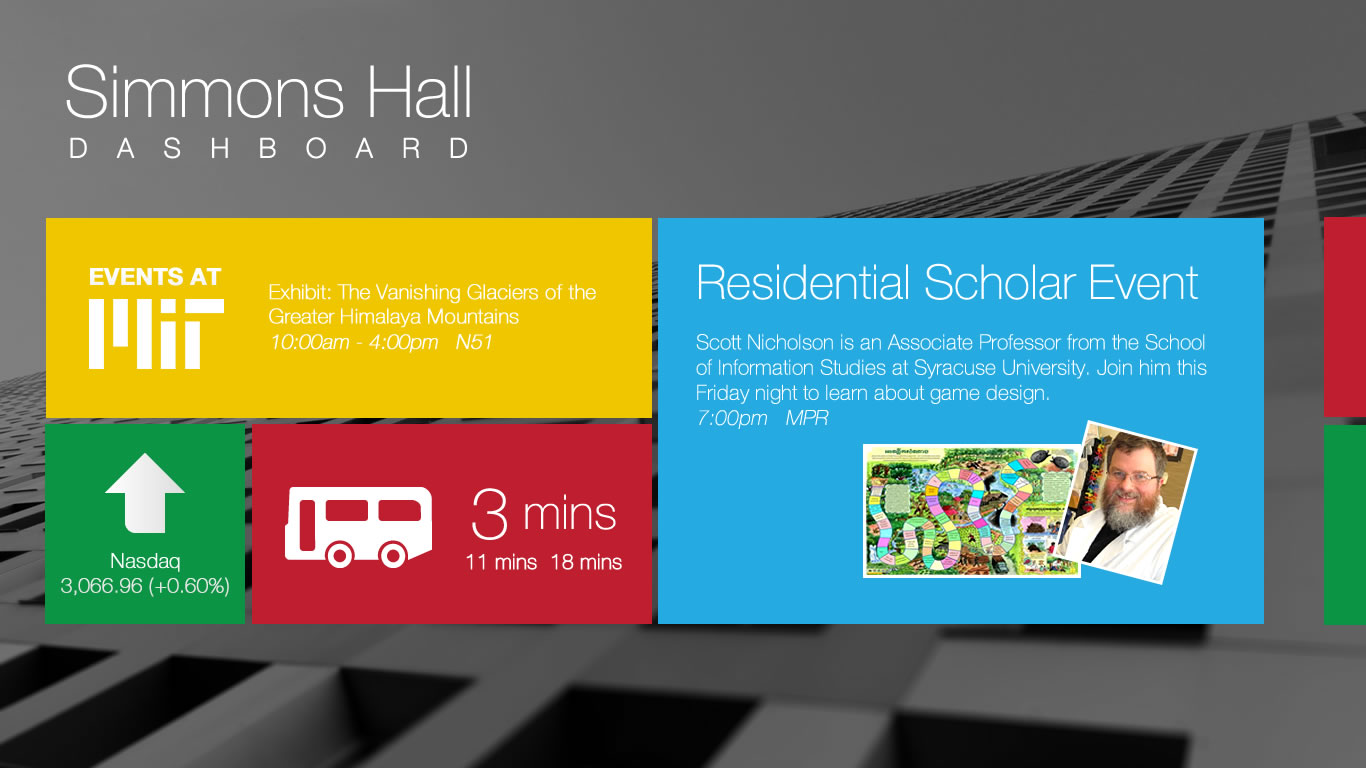 Simmons Hall
DASHBOARD
EVENTS AT
MIT
Exhibit: The Vanishing Glaciers of the
Greater Himalaya Mountains
10:00am - 4:00pm N51
Nasdaq
3,066.96 (+0.60%)
3 mins
11 mins 18 mins
Residential Scholar Event
Scott Nicholson is an Associate Professor from the School
of Information Studies at Syracuse University. Join him this
Friday night to learn about game design.
7:00pm MPR